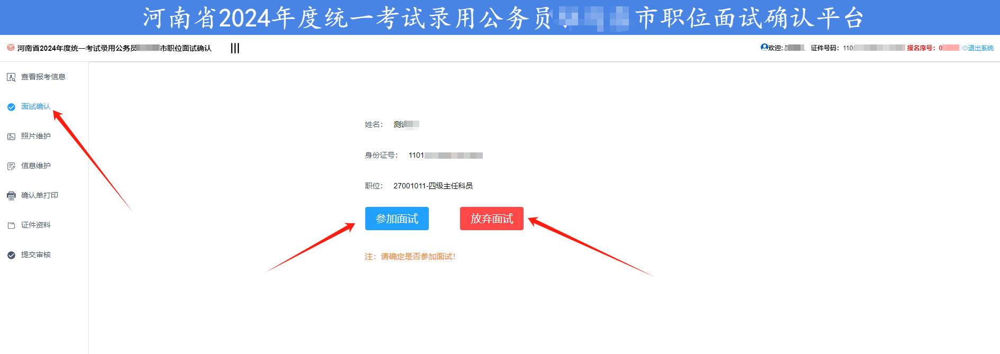 河南省2024年度统一考试录用公务员 市职位面试确认平台
河南省2024年度统一考试录用公务员 市职位面试确认
欢迎: 证件号码：110 报名序号：0 退出系统
查看报考信息
面试确认
照片维护
信息维护
确认单打印
证件资料
提交审核
姓名： 测
身份证号： 1101
职位： 27001011-四级主任科员
参加面试 放弃面试
注：请确定是否参加面试！